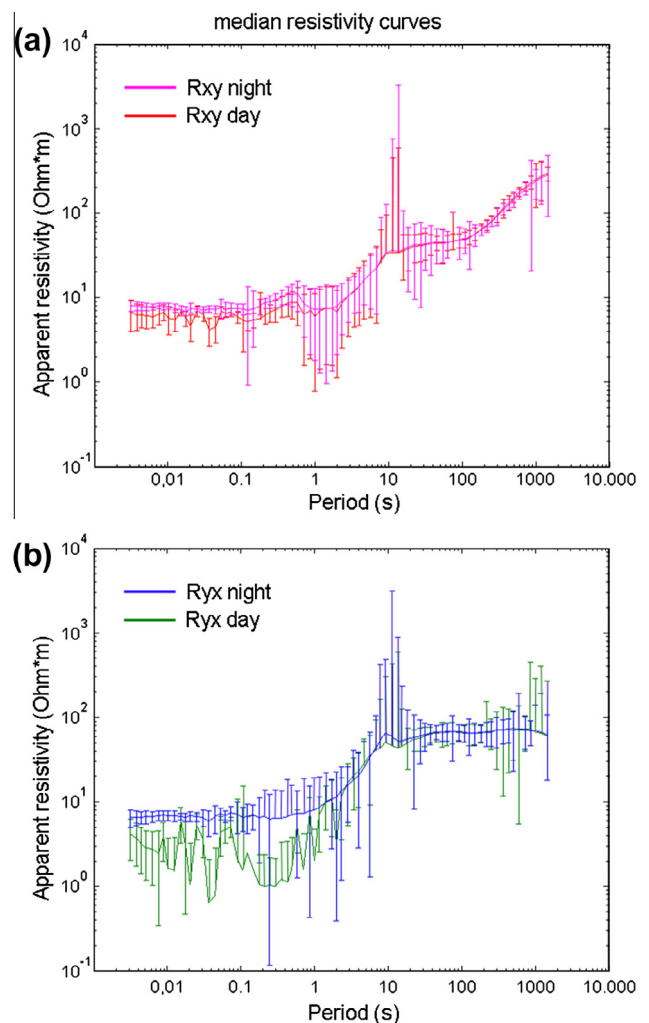 median resistivity curves
(a)
Rxy night
Rxy day
Apparent resistivity (Ohm*m)
10^4
10^3
10^2
10^1
10^0
10^-1
0,01 0.1 1 10 100 1000 10.000
Period (s)
(b)
Ryx night
Ryx day
Apparent resistivity (Ohm*m)
10^4
10^3
10^2
10^1
10^0
10^-1
0,01 0.1 1 10 100 1000 10.000
Period (s)